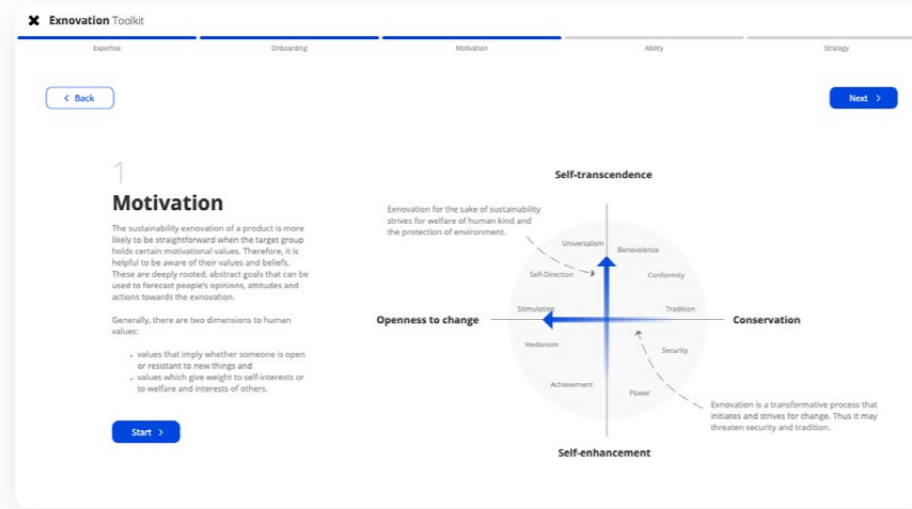 Exnovation Toolkit
Expertise
Onboarding
Motivation
Ability
Strategy
Back
Next
1
Motivation
The sustainability exnovation of a product is more
likely to be straightforward when the target group
holds certain motivational values. Therefore, it is
helpful to be aware of their values and beliefs.
These are deeply rooted, abstract goals that can be
used to forecast people's opinions, attitudes and
actions towards the exnovation.
Generally, there are two dimensions to human
values:
• values that imply whether someone is open
or resistant to new things and
• values which give weight to self-interests or
to welfare and interests of others.
Start
Self-transcendence
Exnovation for the sake of sustainability
strives for welfare of human kind and
the protection of environment.
Universalism
Benevolence
Self-Direction
Conformity
Stimulation
Tradition
Openness to change
Conservation
Hedonism
Security
Achievement
Power
Exnovation is a transformative process that
initiates and strives for change. Thus it may
threaten security and tradition.
Self-enhancement